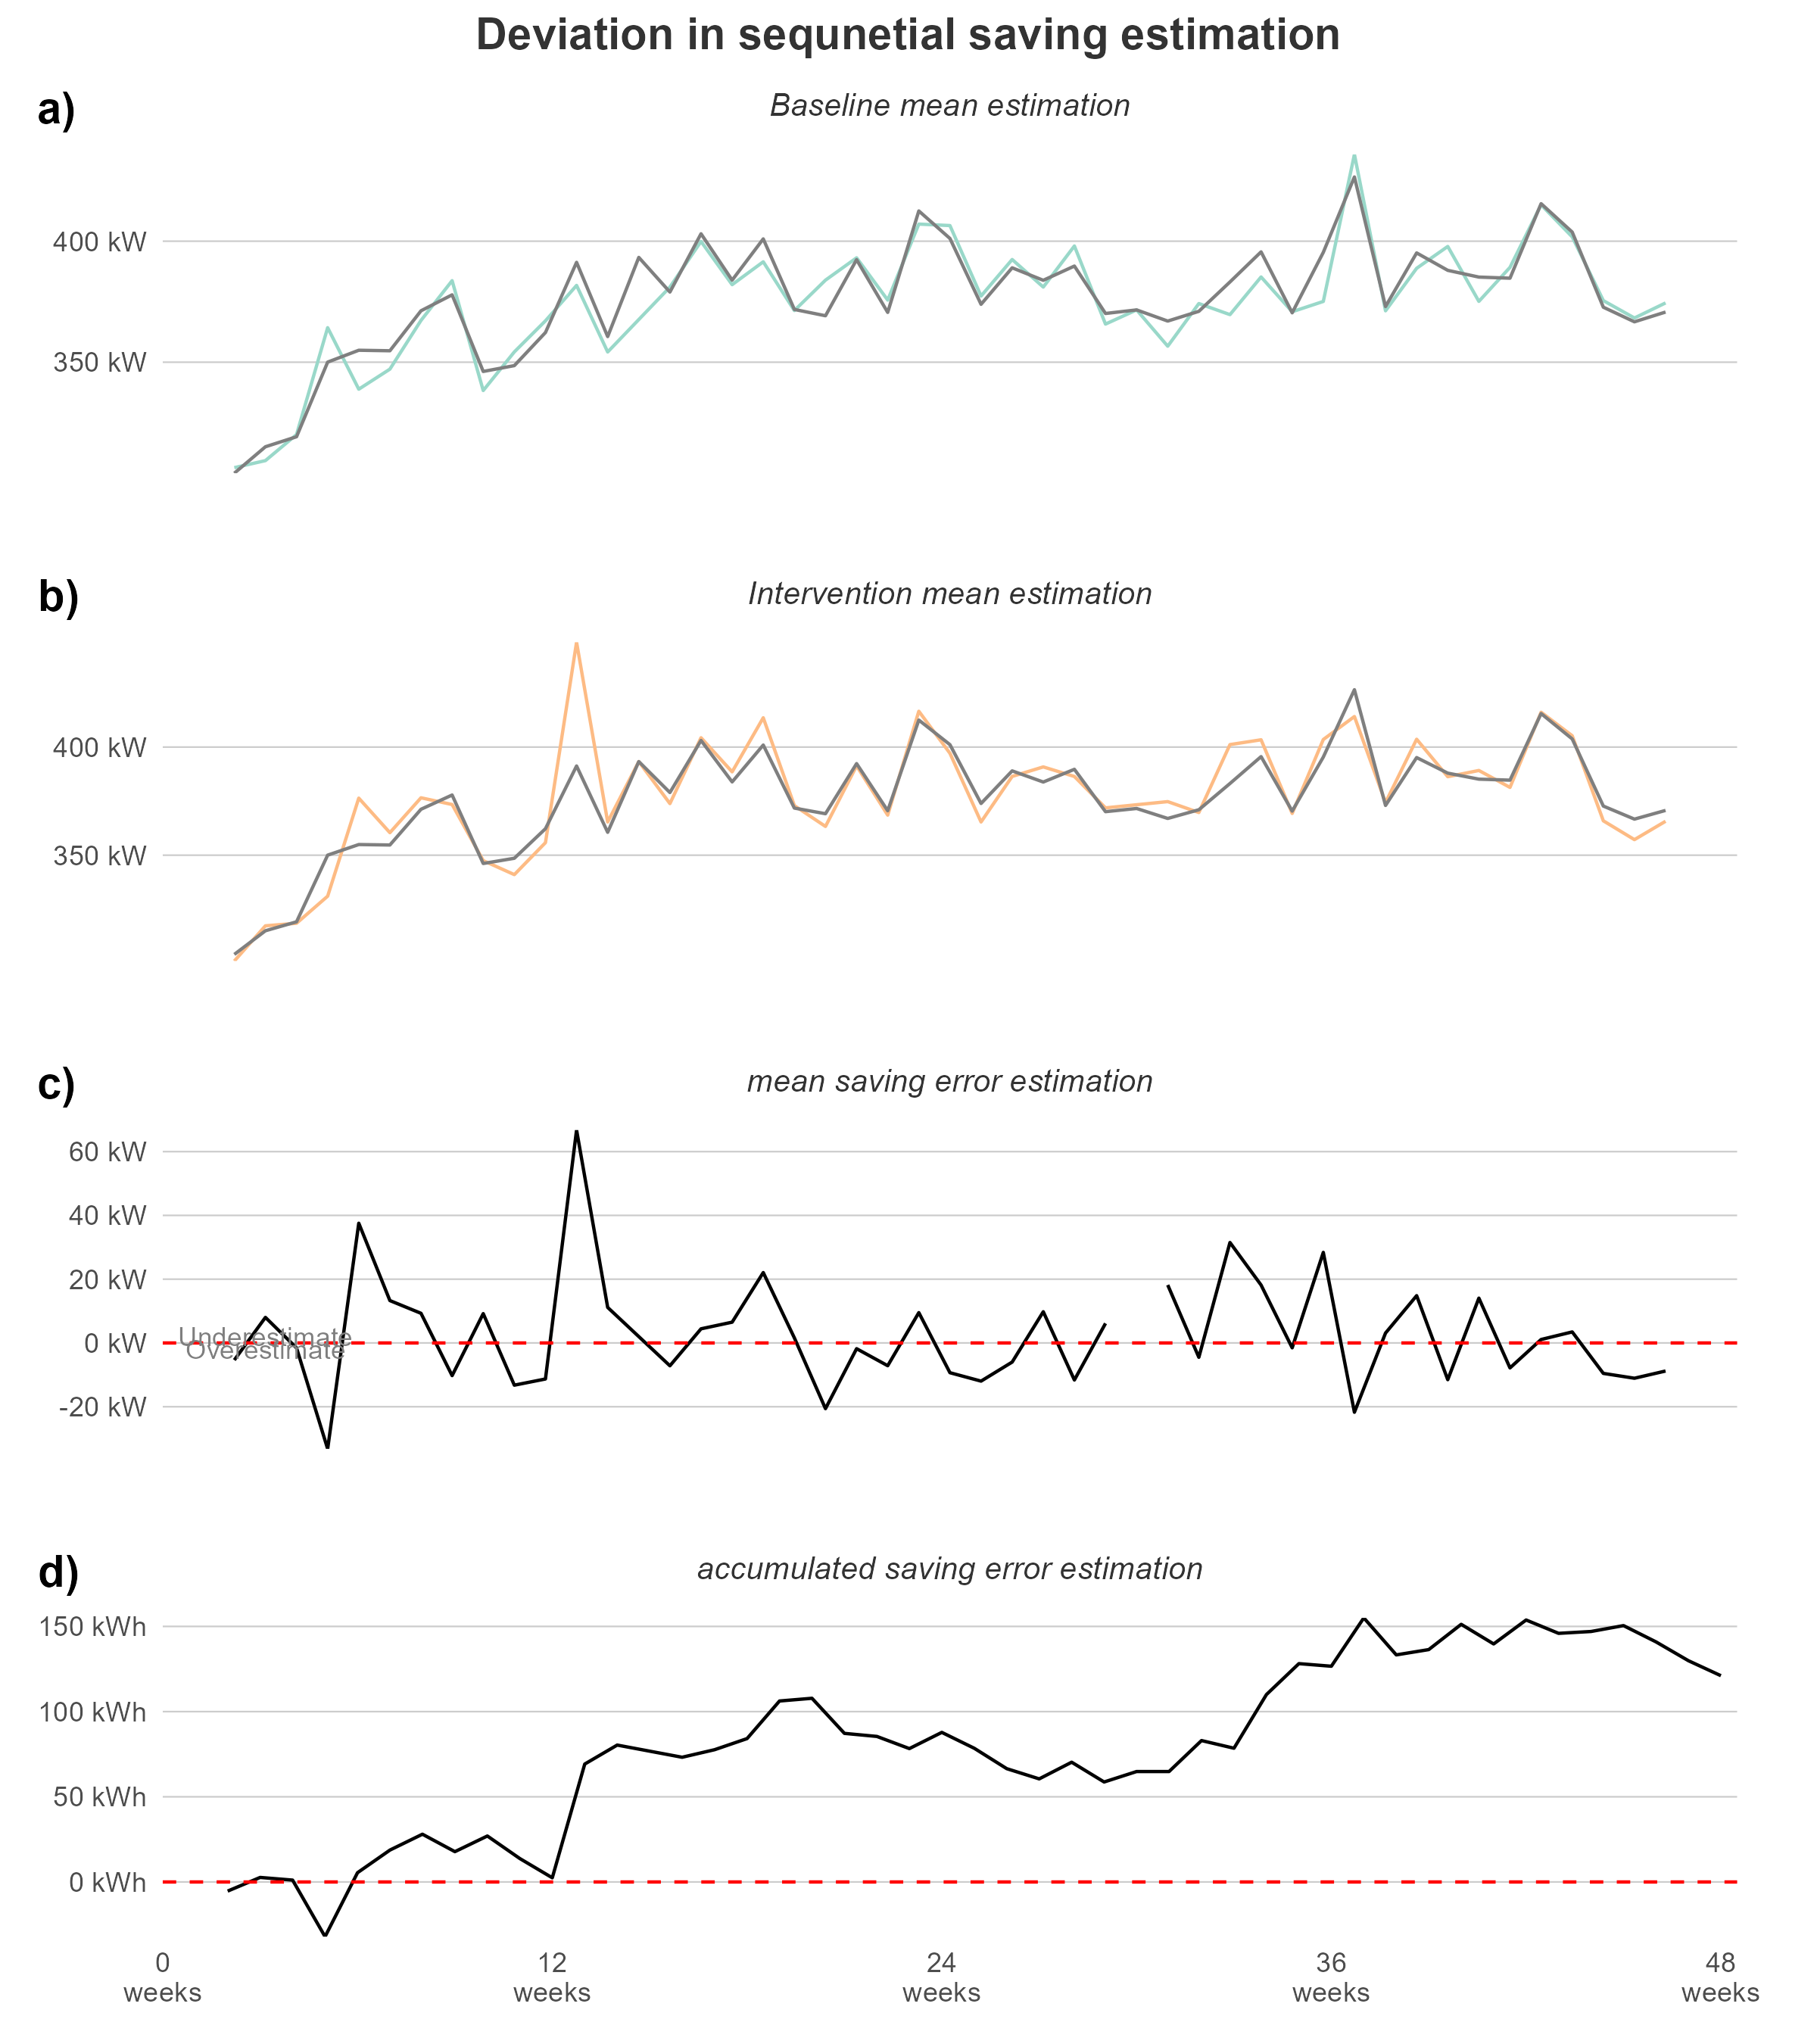 Deviation in sequnetial saving estimation
a)
Baseline mean estimation
400 kW
350 kW
b)
Intervention mean estimation
400 kW
350 kW
c)
mean saving error estimation
60 kW
40 kW
20 kW
0 kW
-20 kW
Underestimate
Overestimate
d)
accumulated saving error estimation
150 kWh
100 kWh
50 kWh
0 kWh
0
weeks
12
weeks
24
weeks
36
weeks
48
weeks